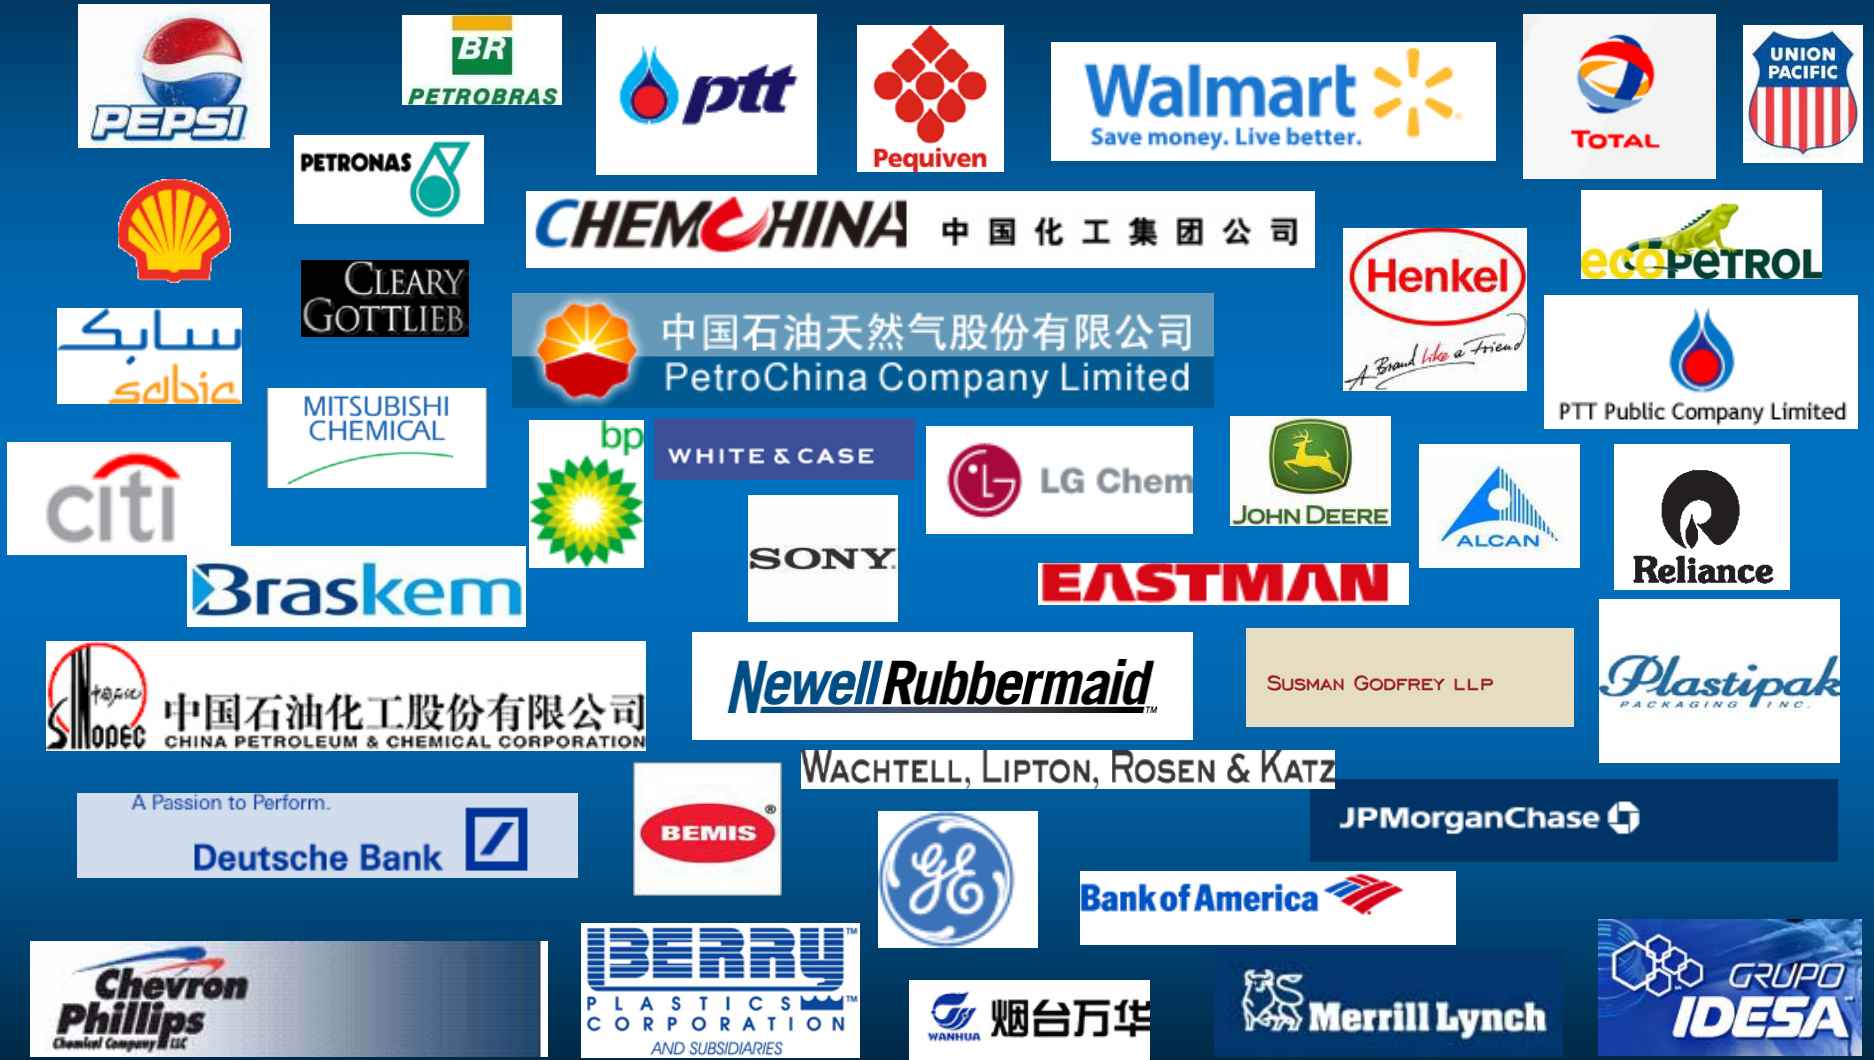 PEPSI
BR
PETROBRAS
ptt
Pequiven
Walmart
Save money. Live better.
TOTAL
UNION
PACIFIC
PETRONAS
CHEMCHINA 中国化工集团公司
Henkel
A Brand like a Friend
ecoPETROL
CLEARY
GOTTLIEB
سابك
sabic
中国石油天然气股份有限公司
PetroChina Company Limited
PTT Public Company Limited
MITSUBISHI
CHEMICAL
citi
bp
WHITE & CASE
LG Chem
JOHN DEERE
ALCAN
Reliance
SONY
Braskem
EASTMAN
中国石化
SINOPEC
中国石油化工股份有限公司
CHINA PETROLEUM & CHEMICAL CORPORATION
Newell Rubbermaid™
SUSMAN GODFREY LLP
Plastipak
PACKAGING INC.
WACHTELL, LIPTON, ROSEN & KATZ
A Passion to Perform.
Deutsche Bank
BEMIS®
JPMorganChase
GE
Bank of America
Chevron
Phillips
Chemical Company LLC
BERRY™
PLASTICS™
CORPORATION
AND SUBSIDIARIES
WANHUA
烟台万华
Merrill Lynch
GRUPO
IDESA